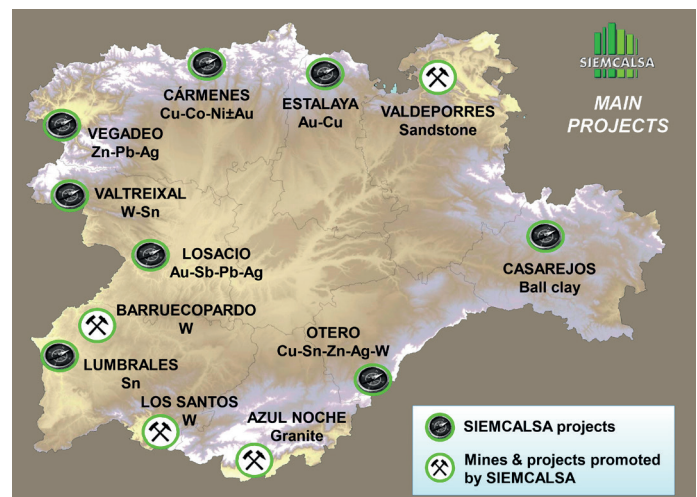 SIEMCALSA
MAIN
PROJECTS
CÁRMENES
Cu-Co-Ni±Au
ESTALAYA
Au-Cu
VALDEPORRES
Sandstone
VEGADEO
Zn-Pb-Ag
VALTREIXAL
W-Sn
LOSACIO
Au-Sb-Pb-Ag
CASAREJOS
Ball clay
BARRUECOPARDO
W
OTERO
Cu-Sn-Zn-Ag-W
LUMBRALES
Sn
LOS SANTOS
W
AZUL NOCHE
Granite
SIEMCALSA projects
Mines & projects promoted
by SIEMCALSA